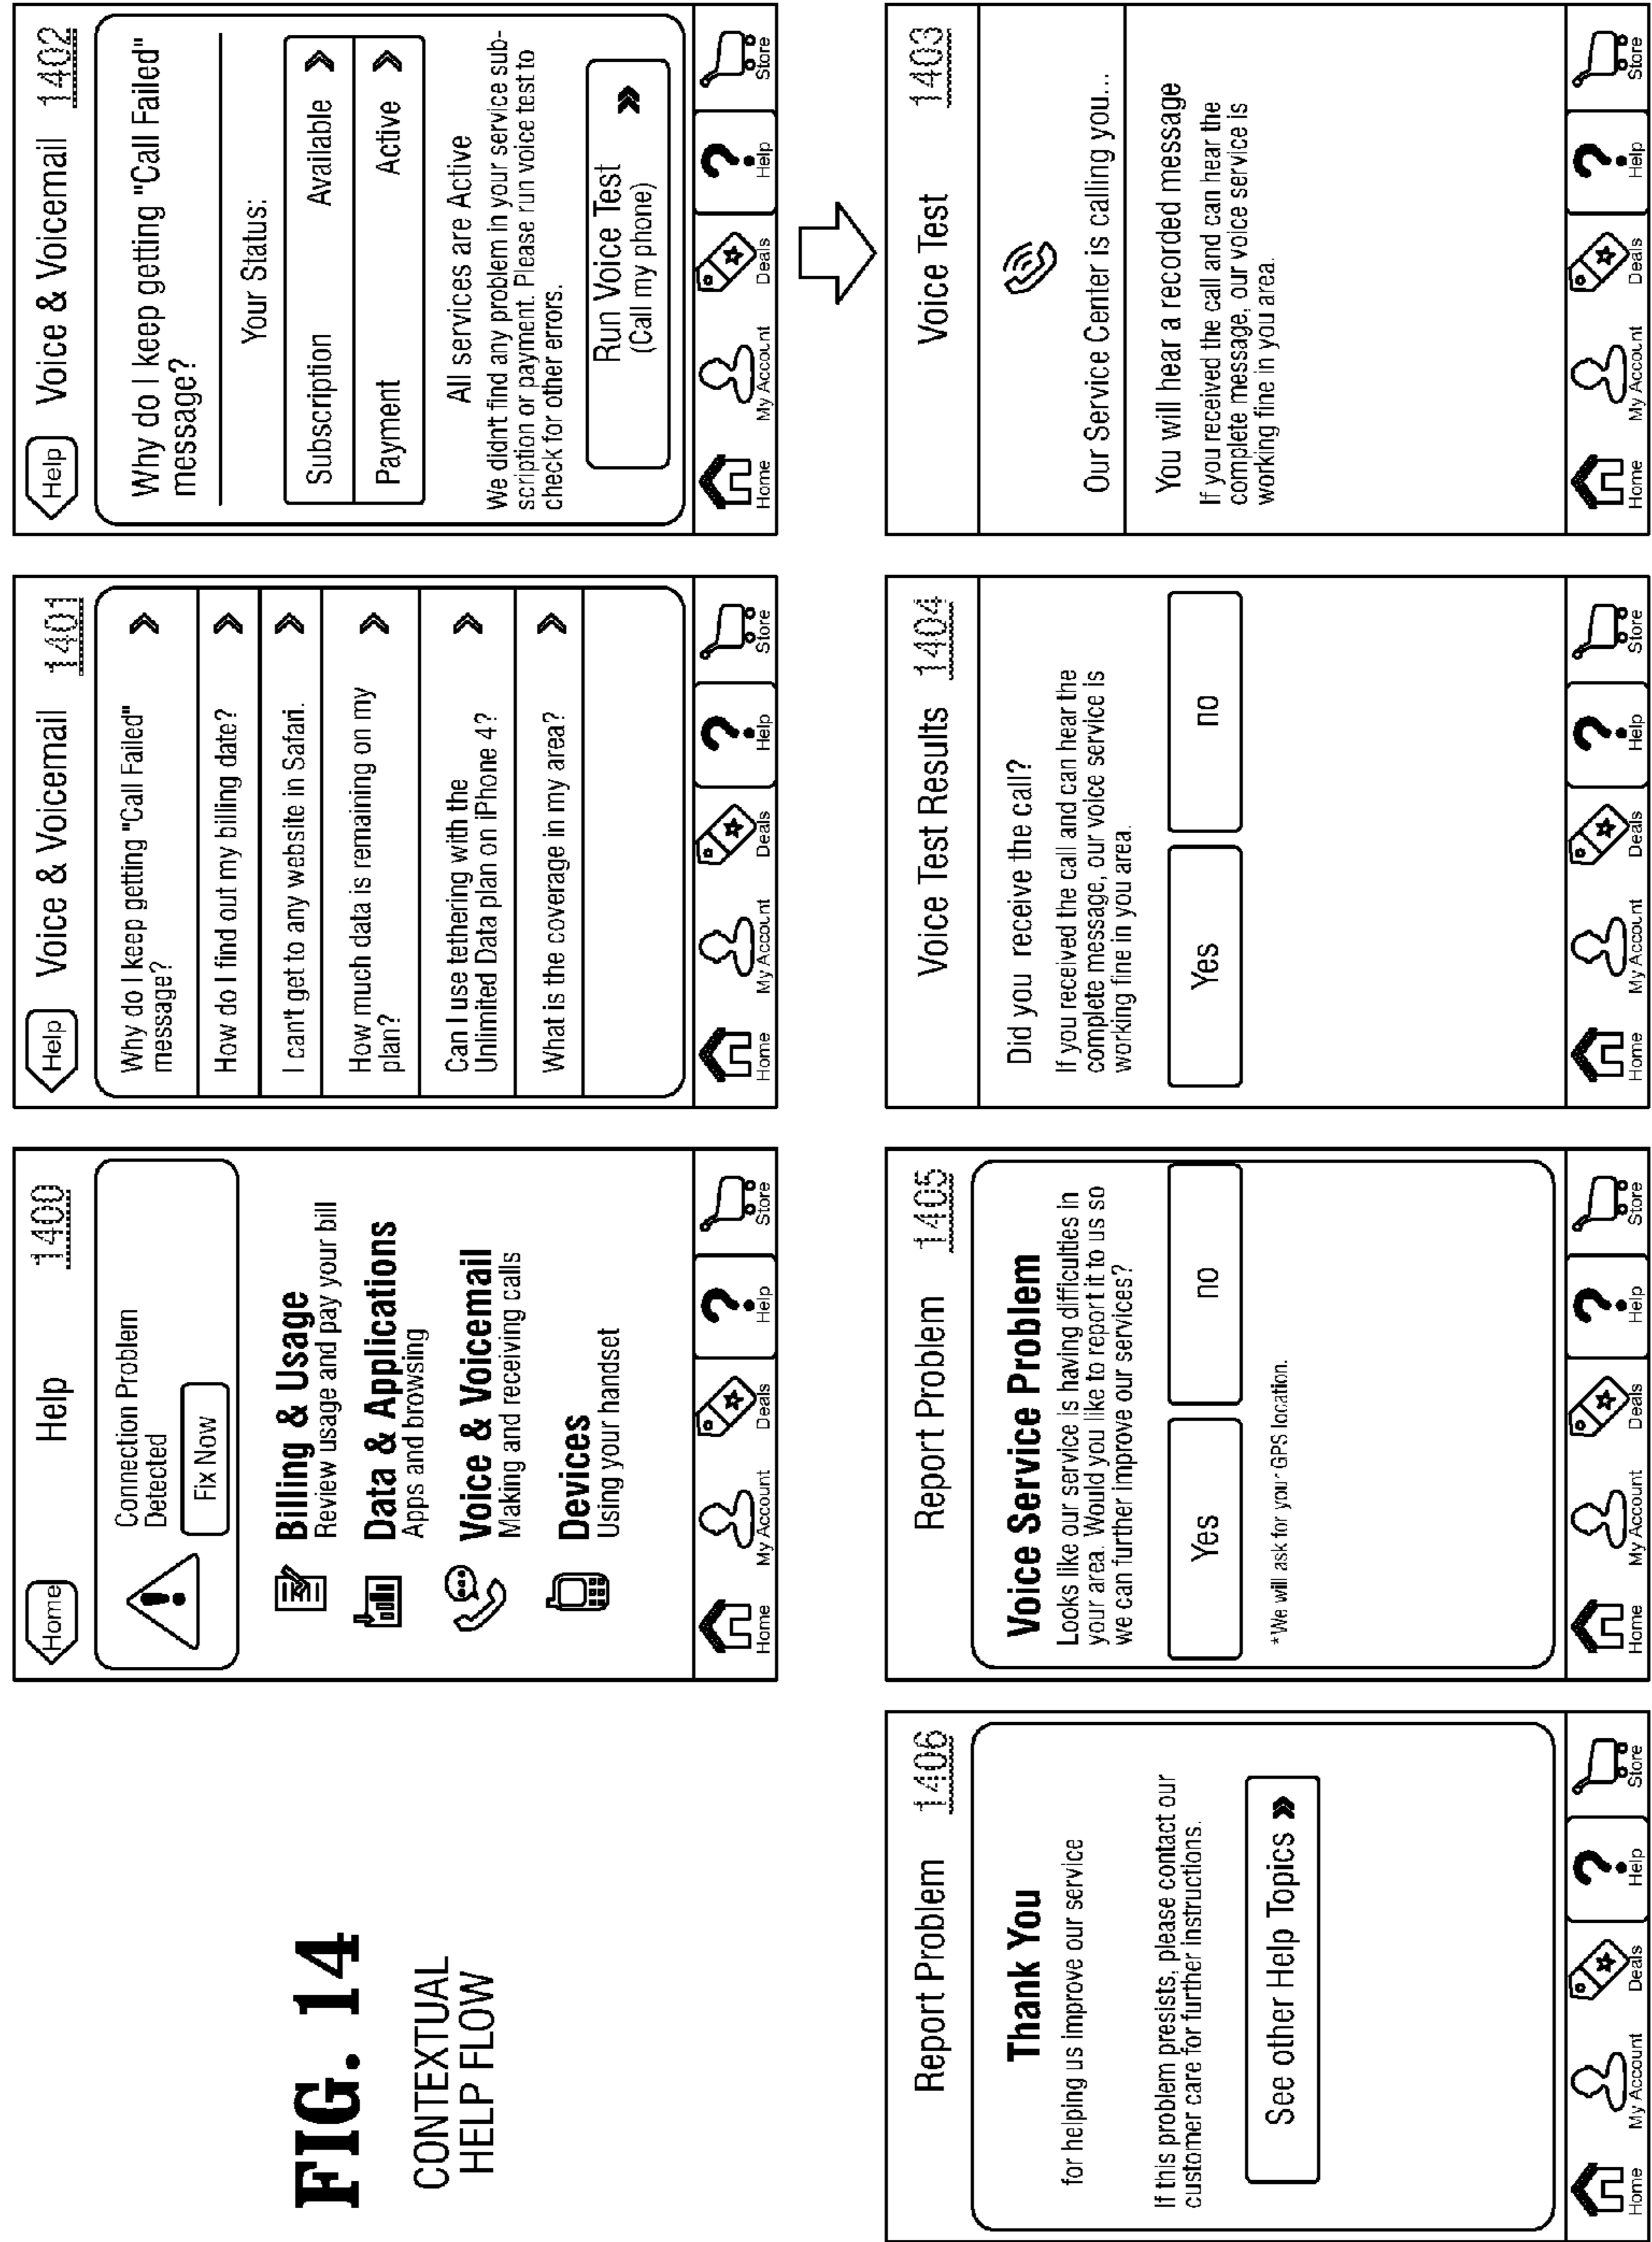 FIG. 14
CONTEXTUAL
HELP FLOW
Home
Help
1400
Connection Problem
Detected
Fix Now
Billing & Usage
Review usage and pay your bill
Data & Applications
Apps and browsing
Voice & Voicemail
Making and receiving calls
Devices
Using your handset
Home
My Account
Deals
Help
Store
Help
Voice & Voicemail
1401
Why do I keep getting "Call Failed"
message?
How do I find out my billing date?
I can't get to any website in Safari.
How much data is remaining on my
plan?
Can I use tethering with the
Unlimited Data plan on iPhone 4?
What is the coverage in my area?
Home
My Account
Deals
Help
Store
Help
Voice & Voicemail
1402
Why do I keep getting "Call Failed"
message?
Your Status:
Subscription Available
Payment Active
All services are Active
We didn't find any problem in your service sub-
scription or payment. Please run voice test to
check for other errors.
Run Voice Test
(Call my phone)
Home
My Account
Deals
Help
Store
Voice Test
1403
Our Service Center is calling you...
You will hear a recorded message
If you received the call and can hear the
complete message, our voice service is
working fine in you area.
Home
My Account
Deals
Help
Store
Voice Test Results
1404
Did you receive the call?
If you received the call and can hear the
complete message, our voice service is
working fine in you area.
Yes
no
Home
My Account
Deals
Help
Store
Report Problem
1405
Voice Service Problem
Looks like our service is having difficulties in
your area. Would you like to report it to us so
we can further improve our services?
Yes
no
*We will ask for your GPS location.
Home
My Account
Deals
Help
Store
Report Problem
1406
Thank You
for helping us improve our service
If this problem presists, please contact our
customer care for further instructions.
See other Help Topics »
Home
My Account
Deals
Help
Store